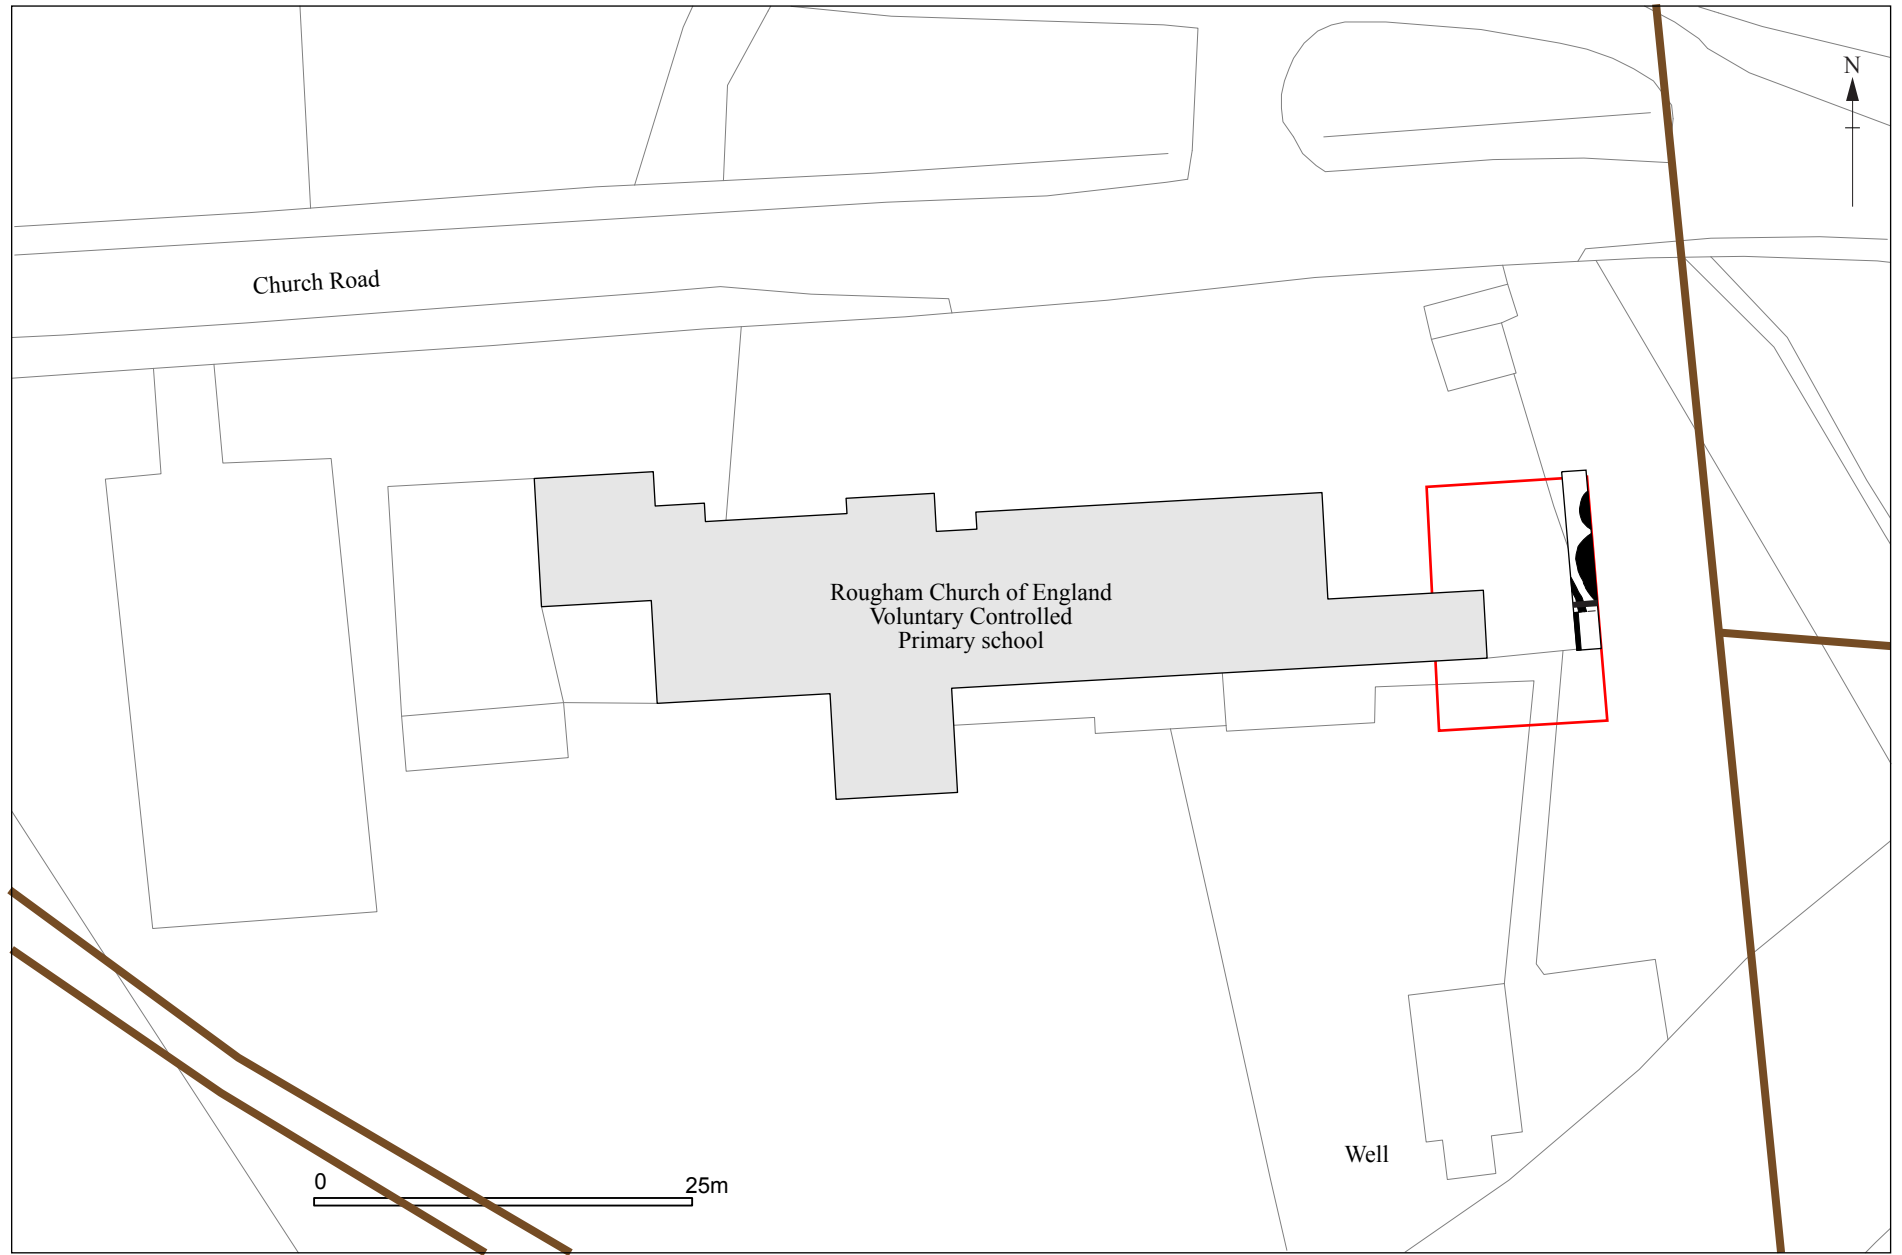 N
Church Road
Rougham Church of England
Voluntary Controlled
Primary school
Well
0
25m